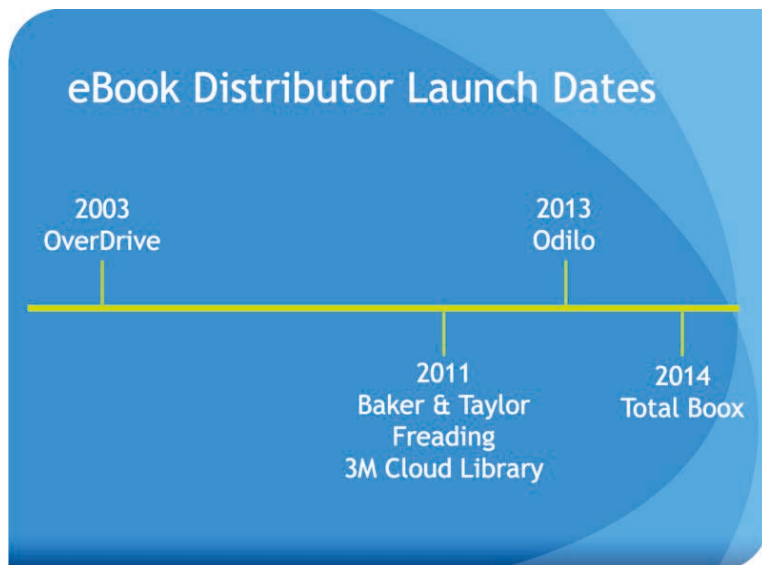 eBook Distributor Launch Dates
2003
OverDrive
2013
Odilo
2011
Baker & Taylor
Freading
3M Cloud Library
2014
Total Boox